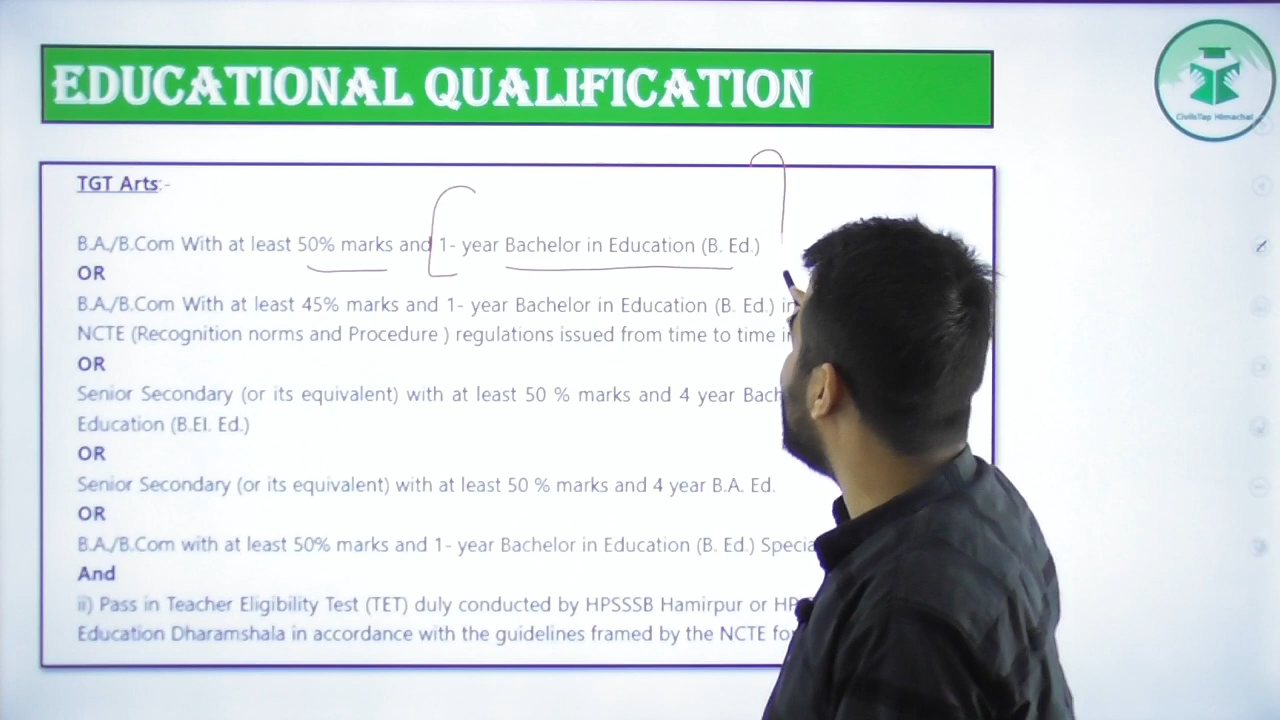 EDUCATIONAL QUALIFICATION
CivilsTap Himachal
TGT Arts:-
B.A./B.Com With at least 50% marks and 1- year Bachelor in Education (B. Ed.)
OR
B.A./B.Com With at least 45% marks and 1- year Bachelor in Education (B. Ed.) in
NCTE (Recognition norms and Procedure ) regulations issued from time to time
OR
Senior Secondary (or its equivalent) with at least 50 % marks and 4 year
Education (B.El. Ed.)
OR
Senior Secondary (or its equivalent) with at least 50 % marks and 4 year B.A. Ed.
OR
B.A./B.Com with at least 50% marks and 1- year Bachelor in Education (B. Ed.)
And
ii) Pass in Teacher Eligibility Test (TET) duly conducted by HPSSSB Hamirpur or
Education Dharamshala in accordance with the guidelines framed by the NCTE